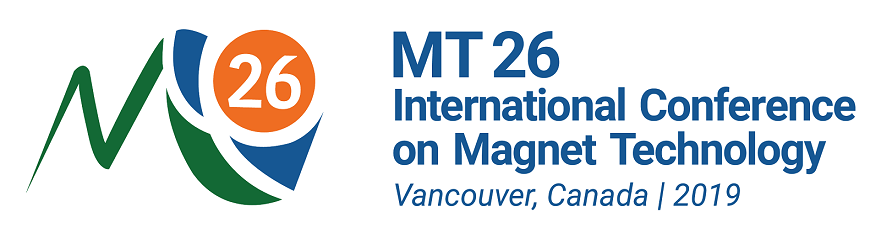 26
MT 26
International Conference
on Magnet Technology
Vancouver, Canada | 2019